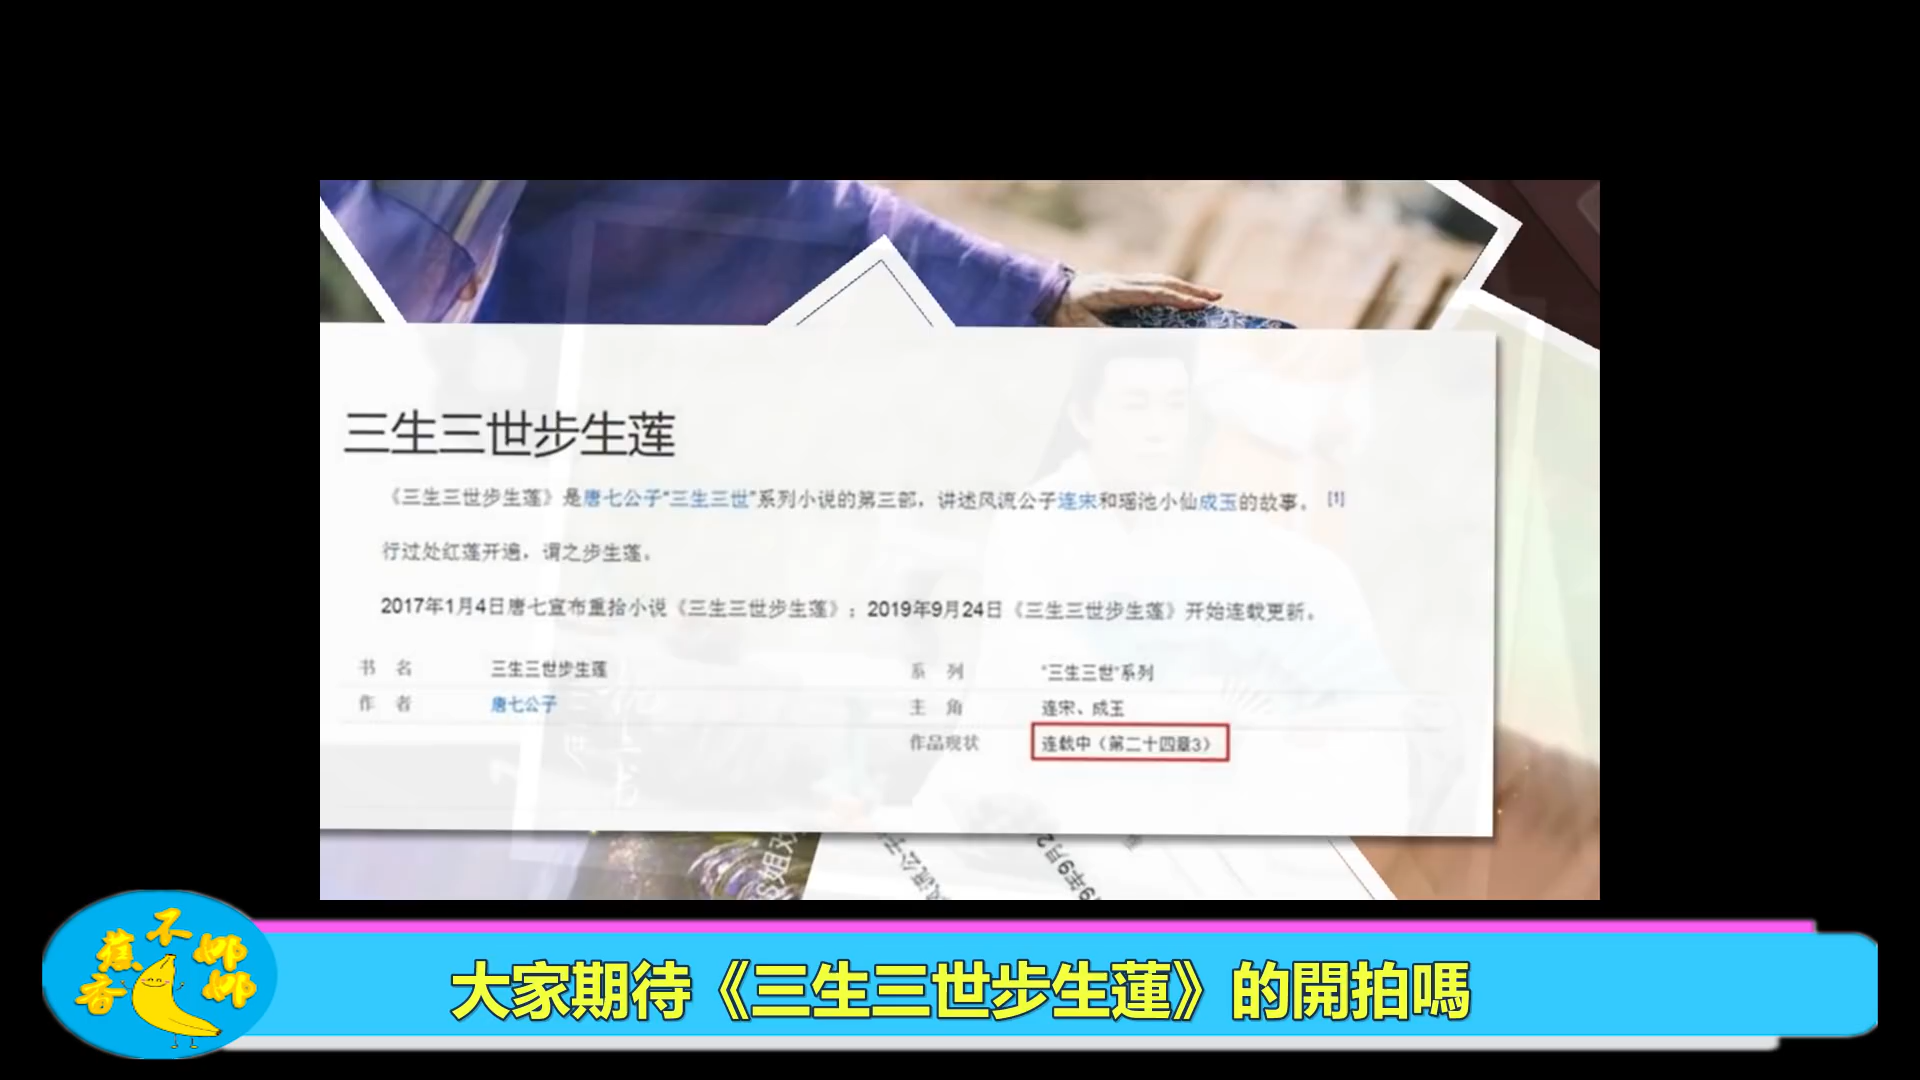 三生三世步生莲
《三生三世步生莲》是唐七公子“三生三世”系列小说的第三部，讲述风流公子连宋和瑶池小仙成玉的故事。 [1]
行过处红莲开遍，谓之步生莲。
2017年1月4日唐七宣布重拾小说《三生三世步生莲》；2019年9月24日《三生三世步生莲》开始连载更新。
书 名 三生三世步生莲 系 列 “三生三世”系列
作 者 唐七公子 主 角 连宋、成玉
作品现状 连载中（第二十四章3）
不
蕉 娜
香 娜
大家期待《三生三世步生蓮》的開拍嗎